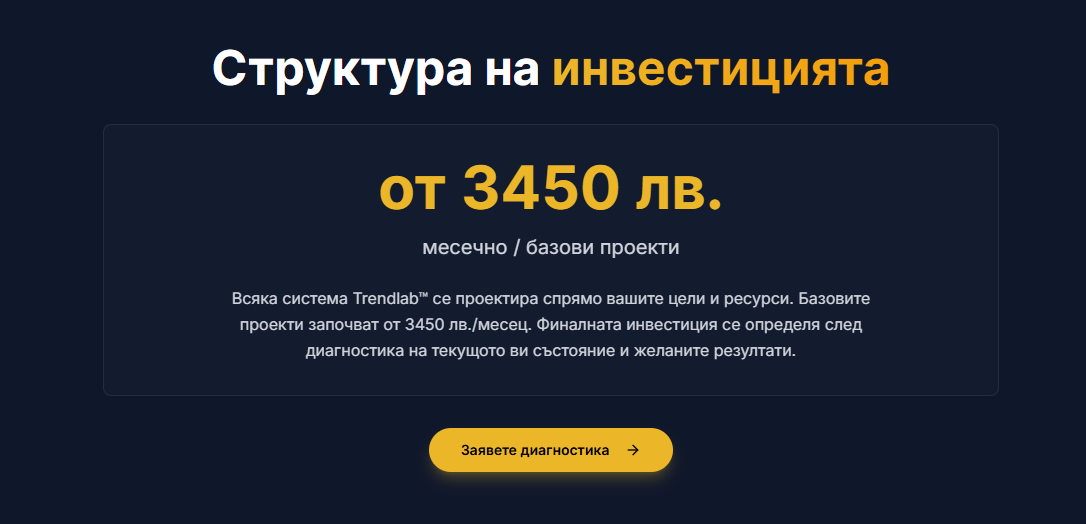 Структура на инвестицията
от 3450 лв.
месечно / базови проекти
Всяка система Trendlab™ се проектира спрямо вашите цели и ресурси. Базовите
проекти започват от 3450 лв./месец. Финалната инвестиция се определя след
диагностика на текущото ви състояние и желаните резултати.
Заявете диагностика →